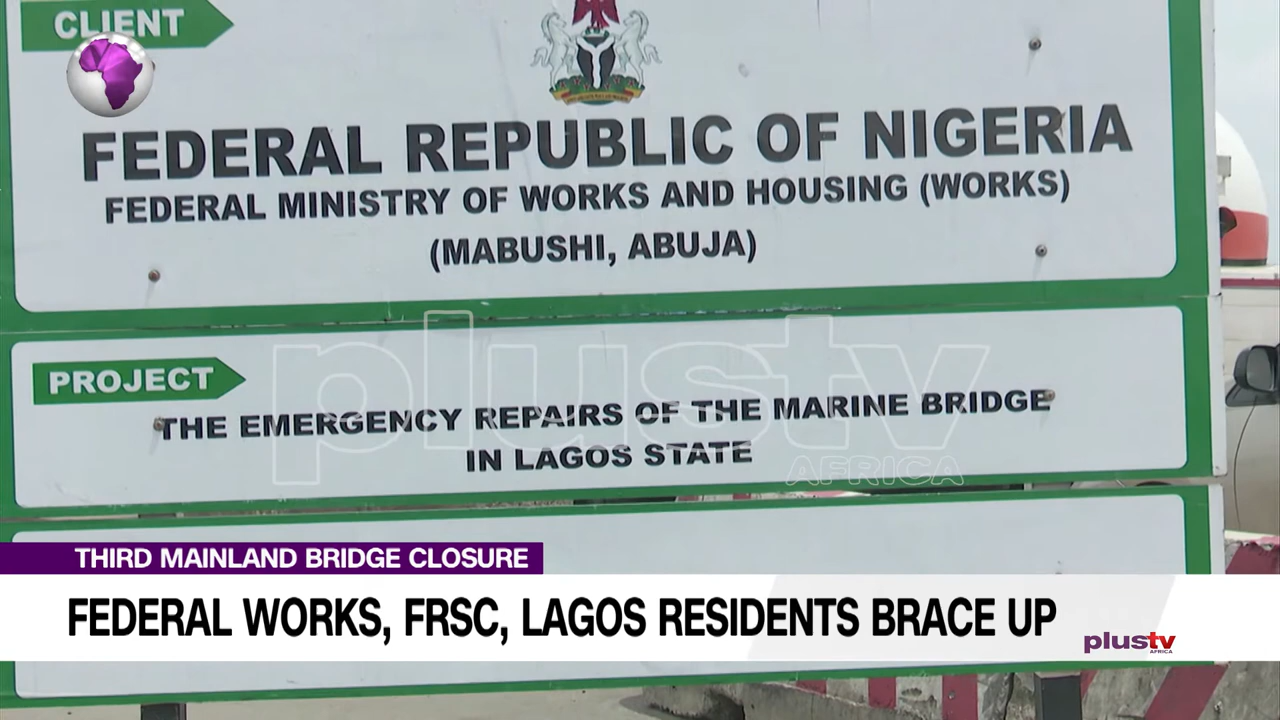 CLIENT
FEDERAL REPUBLIC OF NIGERIA
FEDERAL MINISTRY OF WORKS AND HOUSING (WORKS)
(MABUSHI, ABUJA)
PROJECT
THE EMERGENCY REPAIRS OF THE MARINE BRIDGE
IN LAGOS STATE
plustv
AFRICA
THIRD MAINLAND BRIDGE CLOSURE
FEDERAL WORKS, FRSC, LAGOS RESIDENTS BRACE UP
plustv
AFRICA